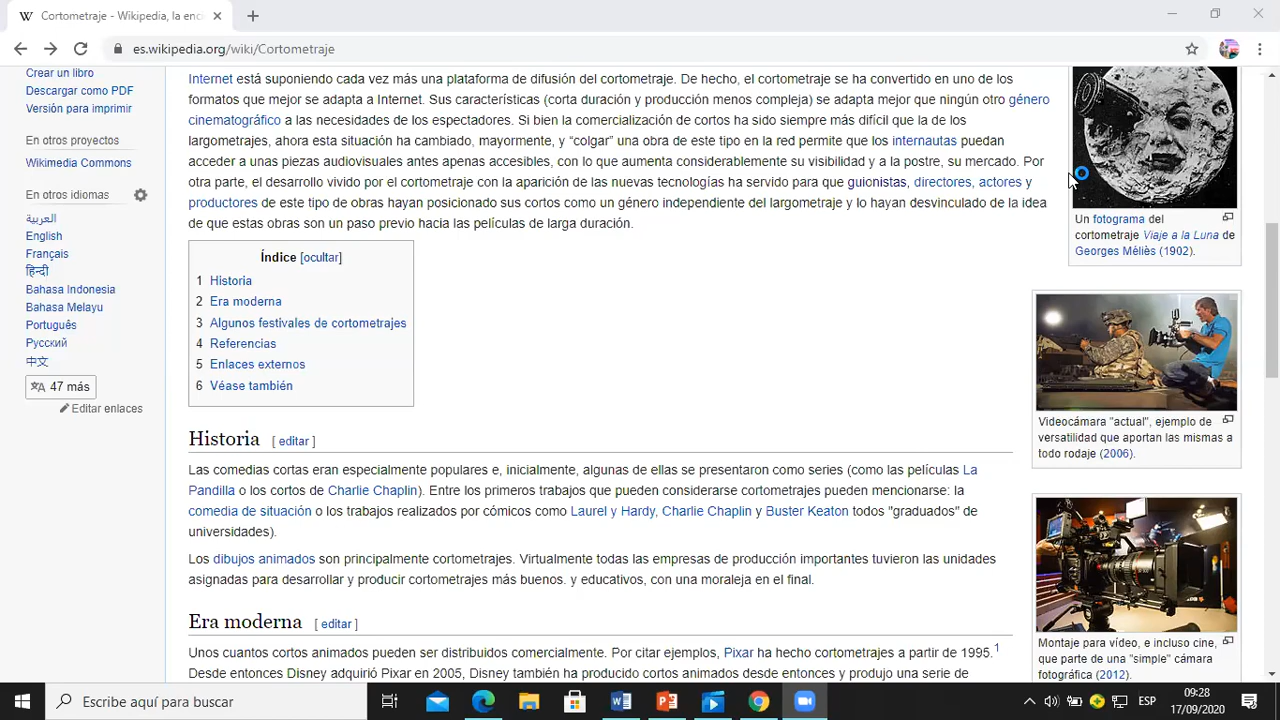 Cortometraje - Wikipedia, la enc
es.wikipedia.org/wiki/Cortometraje
Crear un libro
Descargar como PDF
Versión para imprimir
En otros proyectos
Wikimedia Commons
En otros idiomas
العربية
English
Français
हिन्दी
Bahasa Indonesia
Bahasa Melayu
Português
Русский
中文
47 más
Editar enlaces
Internet está suponiendo cada vez más una plataforma de difusión del cortometraje. De hecho, el cortometraje se ha convertido en uno de los
formatos que mejor se adapta a Internet. Sus características (corta duración y producción menos compleja) se adapta mejor que ningún otro género
cinematográfico a las necesidades de los espectadores. Si bien la comercialización de cortos ha sido siempre más difícil que la de los
largometrajes, ahora esta situación ha cambiado, mayormente, y “colgar” una obra de este tipo en la red permite que los internautas puedan
acceder a unas piezas audiovisuales antes apenas accesibles, con lo que aumenta considerablemente su visibilidad y a la postre, su mercado. Por
otra parte, el desarrollo vivido por el cortometraje con la aparición de las nuevas tecnologías ha servido para que guionistas, directores, actores y
productores de este tipo de obras hayan posicionado sus cortos como un género independiente del largometraje y lo hayan desvinculado de la idea
de que estas obras son un paso previo hacia las películas de larga duración.
Índice [ocultar]
1 Historia
2 Era moderna
3 Algunos festivales de cortometrajes
4 Referencias
5 Enlaces externos
6 Véase también
Historia [ editar ]
Las comedias cortas eran especialmente populares e, inicialmente, algunas de ellas se presentaron como series (como las películas La
Pandilla o los cortos de Charlie Chaplin). Entre los primeros trabajos que pueden considerarse cortometrajes pueden mencionarse: la
comedia de situación o los trabajos realizados por cómicos como Laurel y Hardy, Charlie Chaplin y Buster Keaton todos "graduados" de
universidades).
Los dibujos animados son principalmente cortometrajes. Virtualmente todas las empresas de producción importantes tuvieron las unidades
asignadas para desarrollar y producir cortometrajes más buenos. y educativos, con una moraleja en el final.
Era moderna [ editar ]
Unos cuantos cortos animados pueden ser distribuidos comercialmente. Por citar ejemplos, Pixar ha hecho cortometrajes a partir de 1995.1
Desde entonces Disney adquirió Pixar en 2005, Disney también ha producido cortos animados desde entonces y produjo una serie de
Un fotograma del
cortometraje Viaje a la Luna de
Georges Méliès (1902).
Videocámara "actual", ejemplo de
versatilidad que aportan las mismas a
todo rodaje (2006).
Montaje para vídeo, e incluso cine,
que parte de una "simple" cámara
fotográfica (2012).
Escribe aquí para buscar
ESP
09:28
17/09/2020